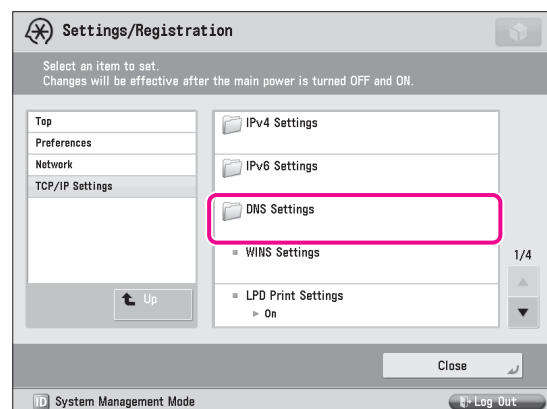 Settings/Registration
Select an item to set.
Changes will be effective after the main power is turned OFF and ON.
Top
Preferences
Network
TCP/IP Settings
Up
IPv4 Settings
IPv6 Settings
DNS Settings
WINS Settings
LPD Print Settings
On
1/4
Close
ID System Management Mode
Log Out